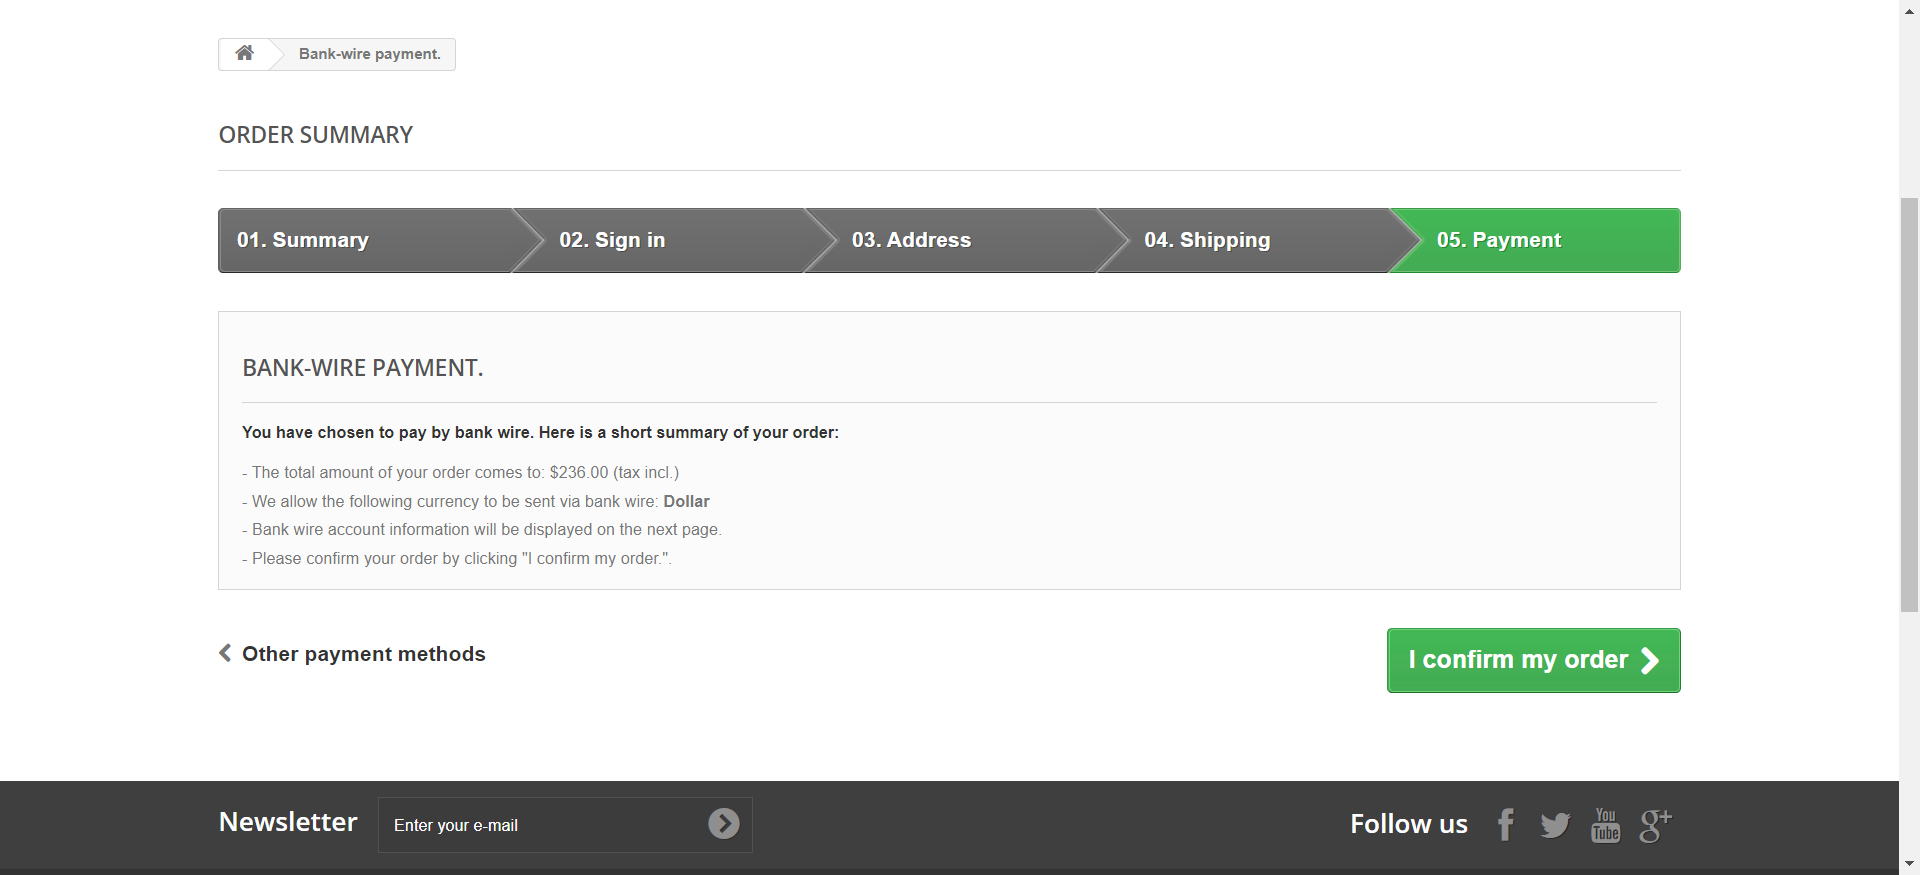 Bank-wire payment.
ORDER SUMMARY
01. Summary
02. Sign in
03. Address
04. Shipping
05. Payment
BANK-WIRE PAYMENT.
You have chosen to pay by bank wire. Here is a short summary of your order:
- The total amount of your order comes to: $236.00 (tax incl.)
- We allow the following currency to be sent via bank wire: Dollar
- Bank wire account information will be displayed on the next page.
- Please confirm your order by clicking "I confirm my order.".
Other payment methods
I confirm my order
Newsletter
Enter your e-mail
Follow us
You
Tube
g+